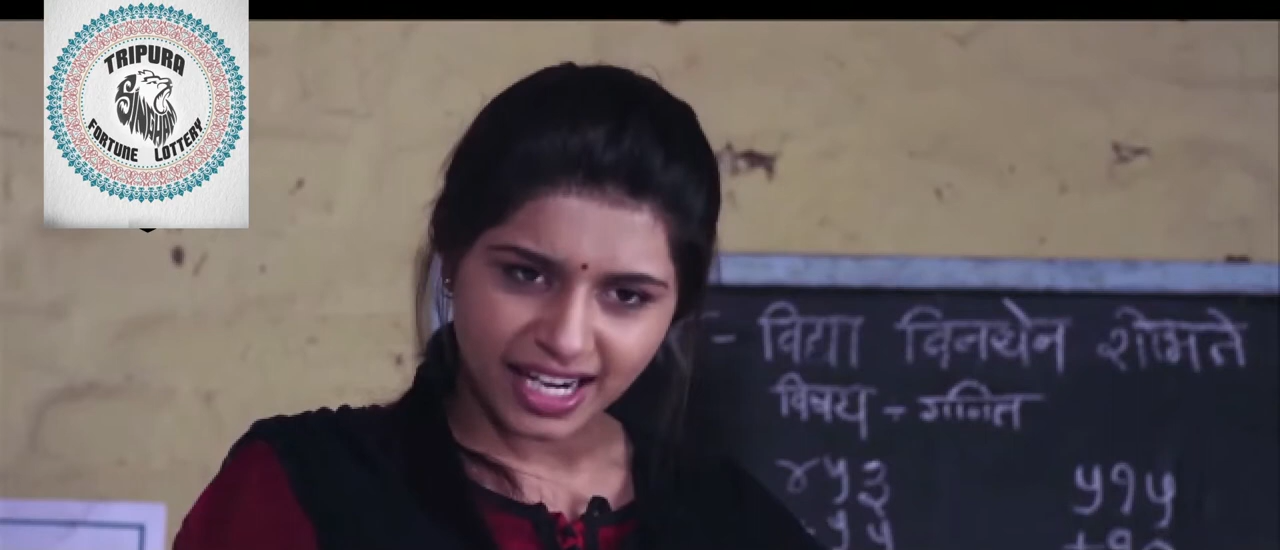 TRIPURA
SINGHAM
FORTUNE LOTTERY
- विद्या विनयेन शोभते
विषय - गणित
४५३ ५१५